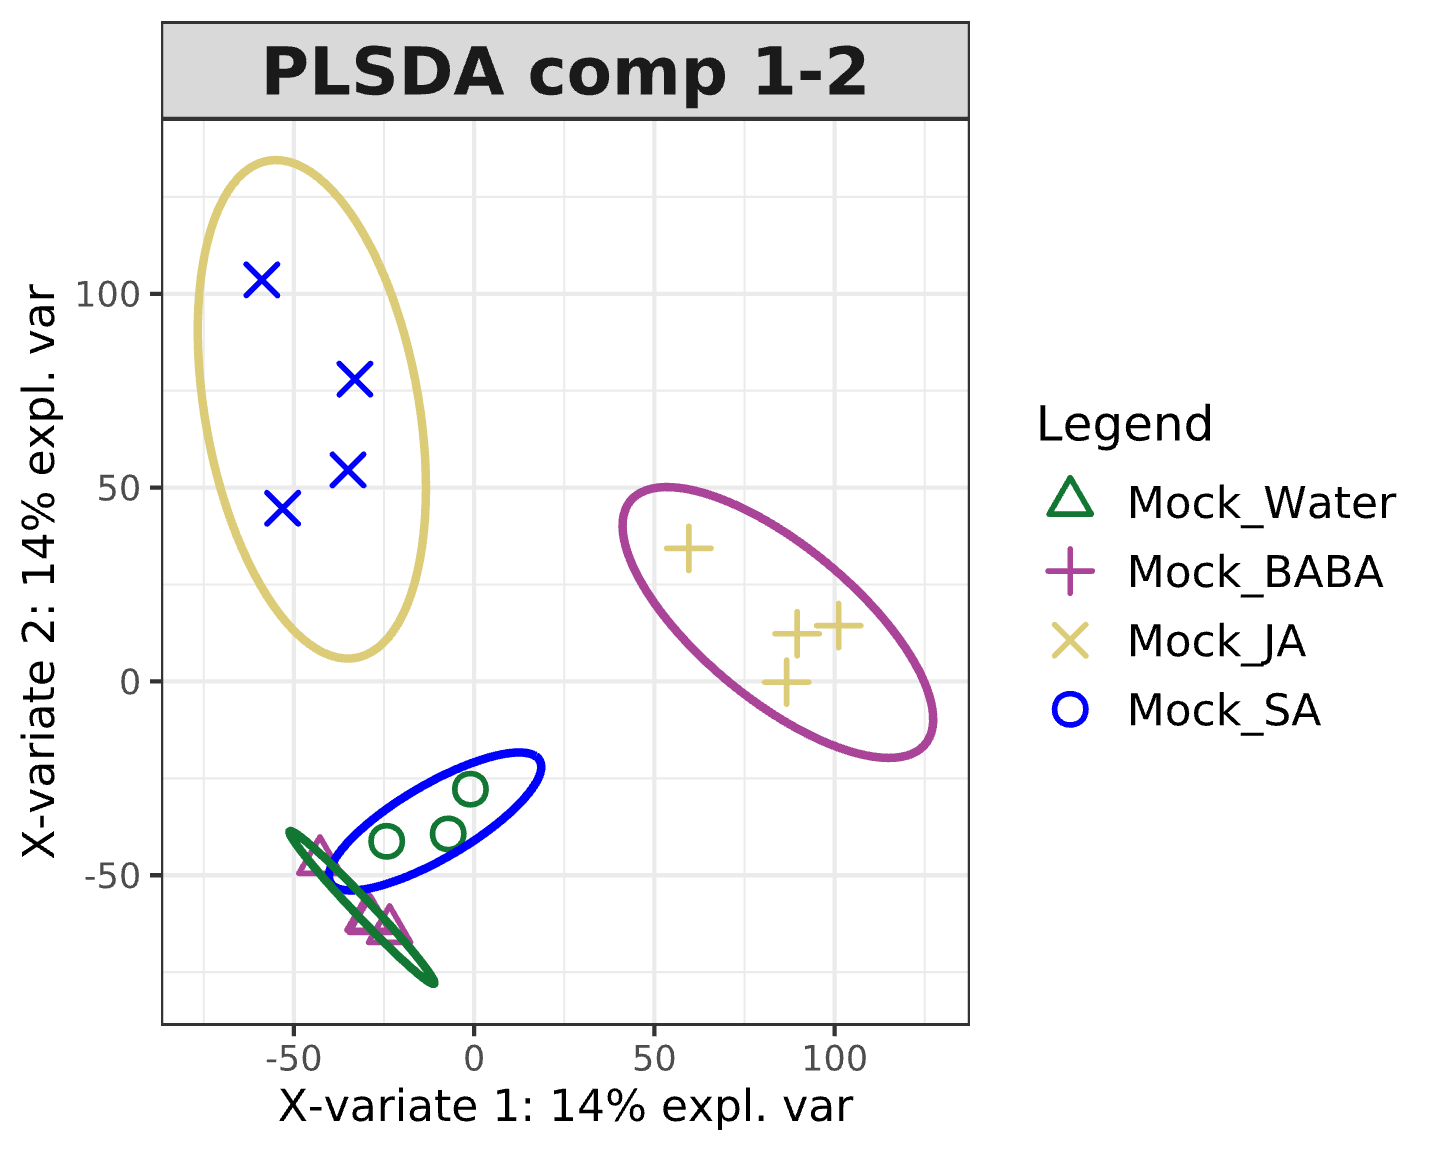 PLSDA comp 1-2
X-variate 2: 14% expl. var
100
50
0
-50
-50
0
50
100
X-variate 1: 14% expl. var
Legend
Mock_Water
Mock_BABA
Mock_JA
Mock_SA